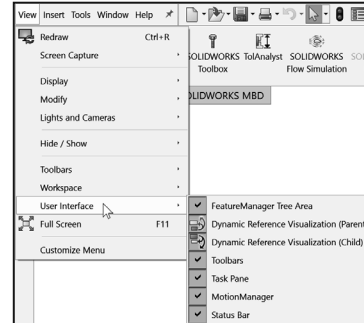 View Insert Tools Window Help
Redraw Ctrl+R
Screen Capture
Display
Modify
Lights and Cameras
Hide / Show
Toolbars
Workspace
User Interface
Full Screen F11
Customize Menu
SOLIDWORKS TolAnalyst SOLIDWORKS
Toolbox Flow Simulation
SOLIDWORKS MBD
FeatureManager Tree Area
Dynamic Reference Visualization (Parent
Dynamic Reference Visualization (Child)
Toolbars
Task Pane
MotionManager
Status Bar